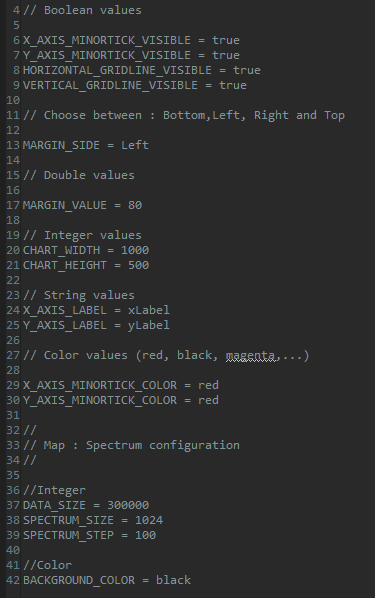 4 // Boolean values
5
6 X_AXIS_MINORTICK_VISIBLE = true
7 Y_AXIS_MINORTICK_VISIBLE = true
8 HORIZONTAL_GRIDLINE_VISIBLE = true
9 VERTICAL_GRIDLINE_VISIBLE = true
10
11 // Choose between : Bottom,Left, Right and Top
12
13 MARGIN_SIDE = Left
14
15 // Double values
16
17 MARGIN_VALUE = 80
18
19 // Integer values
20 CHART_WIDTH = 1000
21 CHART_HEIGHT = 500
22
23 // String values
24 X_AXIS_LABEL = xLabel
25 Y_AXIS_LABEL = yLabel
26
27 // Color values (red, black, magenta,...)
28
29 X_AXIS_MINORTICK_COLOR = red
30 Y_AXIS_MINORTICK_COLOR = red
31
32 //
33 // Map : Spectrum configuration
34 //
35
36 //Integer
37 DATA_SIZE = 300000
38 SPECTRUM_SIZE = 1024
39 SPECTRUM_STEP = 100
40
41 //Color
42 BACKGROUND_COLOR = black